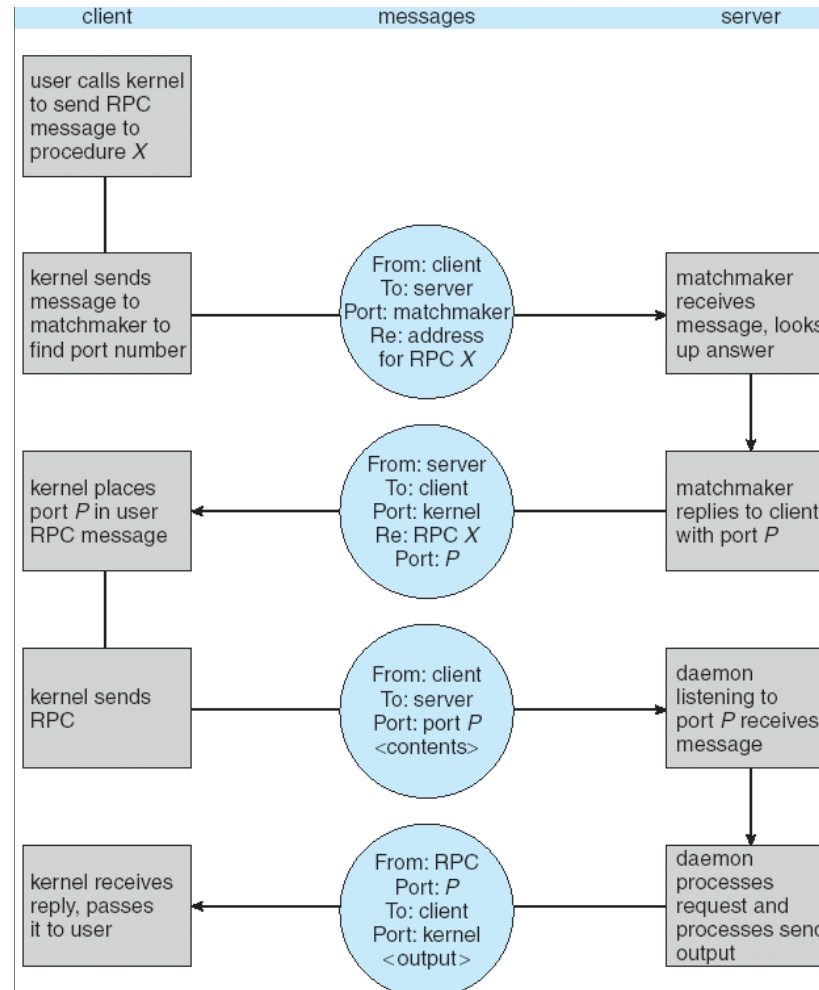 client
messages
server
user calls kernel
to send RPC
message to
procedure X
kernel sends
message to
matchmaker to
find port number
From: client
To: server
Port: matchmaker
Re: address
for RPC X
matchmaker
receives
message, looks
up answer
kernel places
port P in user
RPC message
From: server
To: client
Port: kernel
Re: RPC X
Port: P
matchmaker
replies to client
with port P
kernel sends
RPC
From: client
To: server
Port: port P
<contents>
daemon
listening to
port P receives
message
kernel receives
reply, passes
it to user
From: RPC
Port: P
To: client
Port: kernel
<output>
daemon
processes
request and
processes send
output